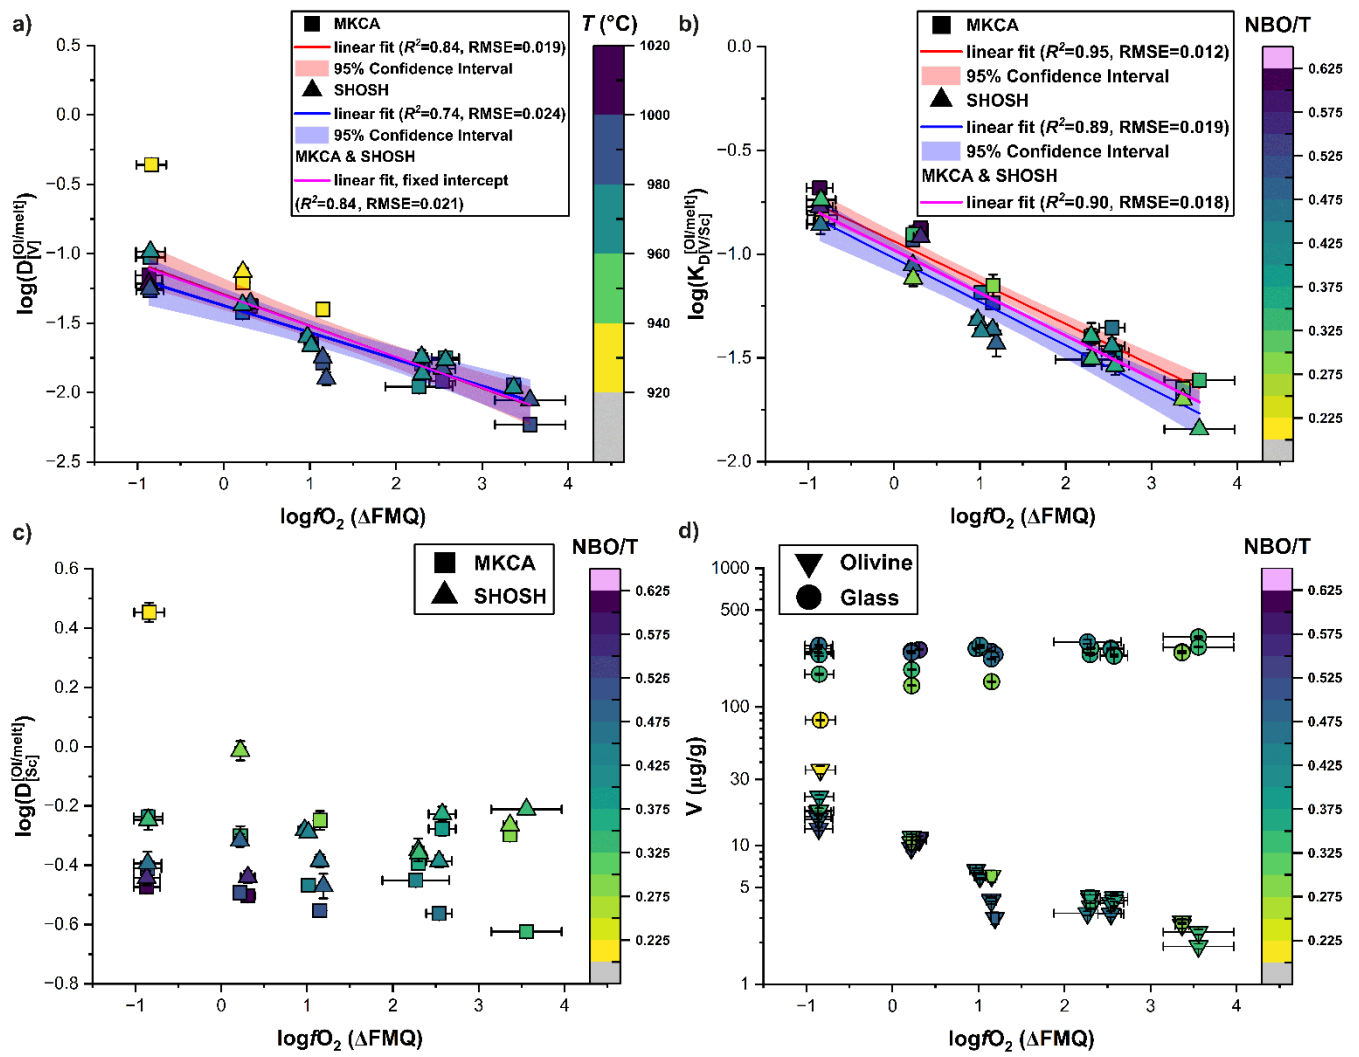 a)
MKCA
linear fit (R²=0.84, RMSE=0.019)
95% Confidence Interval
SHOSH
linear fit (R²=0.74, RMSE=0.024)
95% Confidence Interval
MKCA & SHOSH
linear fit, fixed intercept
(R²=0.84, RMSE=0.021)
T (°C)
1020
1000
980
960
940
920
log(D[V][Ol/melt])
0.5
0.0
−0.5
−1.0
−1.5
−2.0
−2.5
−1 0 1 2 3 4
logfO₂ (ΔFMQ)
b)
MKCA
linear fit (R²=0.95, RMSE=0.012)
95% Confidence Interval
SHOSH
linear fit (R²=0.89, RMSE=0.019)
95% Confidence Interval
MKCA & SHOSH
linear fit (R²=0.90, RMSE=0.018)
NBO/T
0.625
0.575
0.525
0.475
0.425
0.375
0.325
0.275
0.225
log(K D[V/Sc][Ol/melt])
0.0
−0.5
−1.0
−1.5
−2.0
−1 0 1 2 3 4
logfO₂ (ΔFMQ)
c)
MKCA
SHOSH
NBO/T
0.625
0.575
0.525
0.475
0.425
0.375
0.325
0.275
0.225
log(D[Sc][Ol/melt])
0.6
0.4
0.2
0.0
−0.2
−0.4
−0.6
−0.8
−1 0 1 2 3 4
logfO₂ (ΔFMQ)
d)
Olivine
Glass
NBO/T
0.625
0.575
0.525
0.475
0.425
0.375
0.325
0.275
0.225
V (µg/g)
1000
500
100
30
10
5
1
−1 0 1 2 3 4
logfO₂ (ΔFMQ)